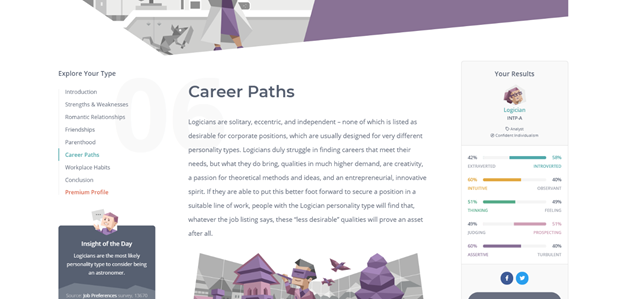 Explore Your Type
Introduction
Strengths & Weaknesses
Romantic Relationships
Friendships
Parenthood
Career Paths
Workplace Habits
Conclusion
Premium Profile
Insight of the Day
Logicians are the most likely
personality type to consider being
an astronomer.
Source: Job Preferences survey, 13670
06
Career Paths
Logicians are solitary, eccentric, and independent – none of which is listed as
desirable for corporate positions, which are usually designed for very different
personality types. Logicians duly struggle in finding careers that meet their
needs, but what they do bring, qualities in much higher demand, are creativity,
a passion for theoretical methods and ideas, and an entrepreneurial, innovative
spirit. If they are able to put this better foot forward to secure a position in a
suitable line of work, people with the Logician personality type will find that,
whatever the job listing says, these "less desirable" qualities will prove an asset
after all.
Your Results
Logician
INTP-A
Analyst
Confident Individualism
42% 58%
EXTRAVERTED INTROVERTED
60% 40%
INTUITIVE OBSERVANT
51% 49%
THINKING FEELING
49% 51%
JUDGING PROSPECTING
60% 40%
ASSERTIVE TURBULENT